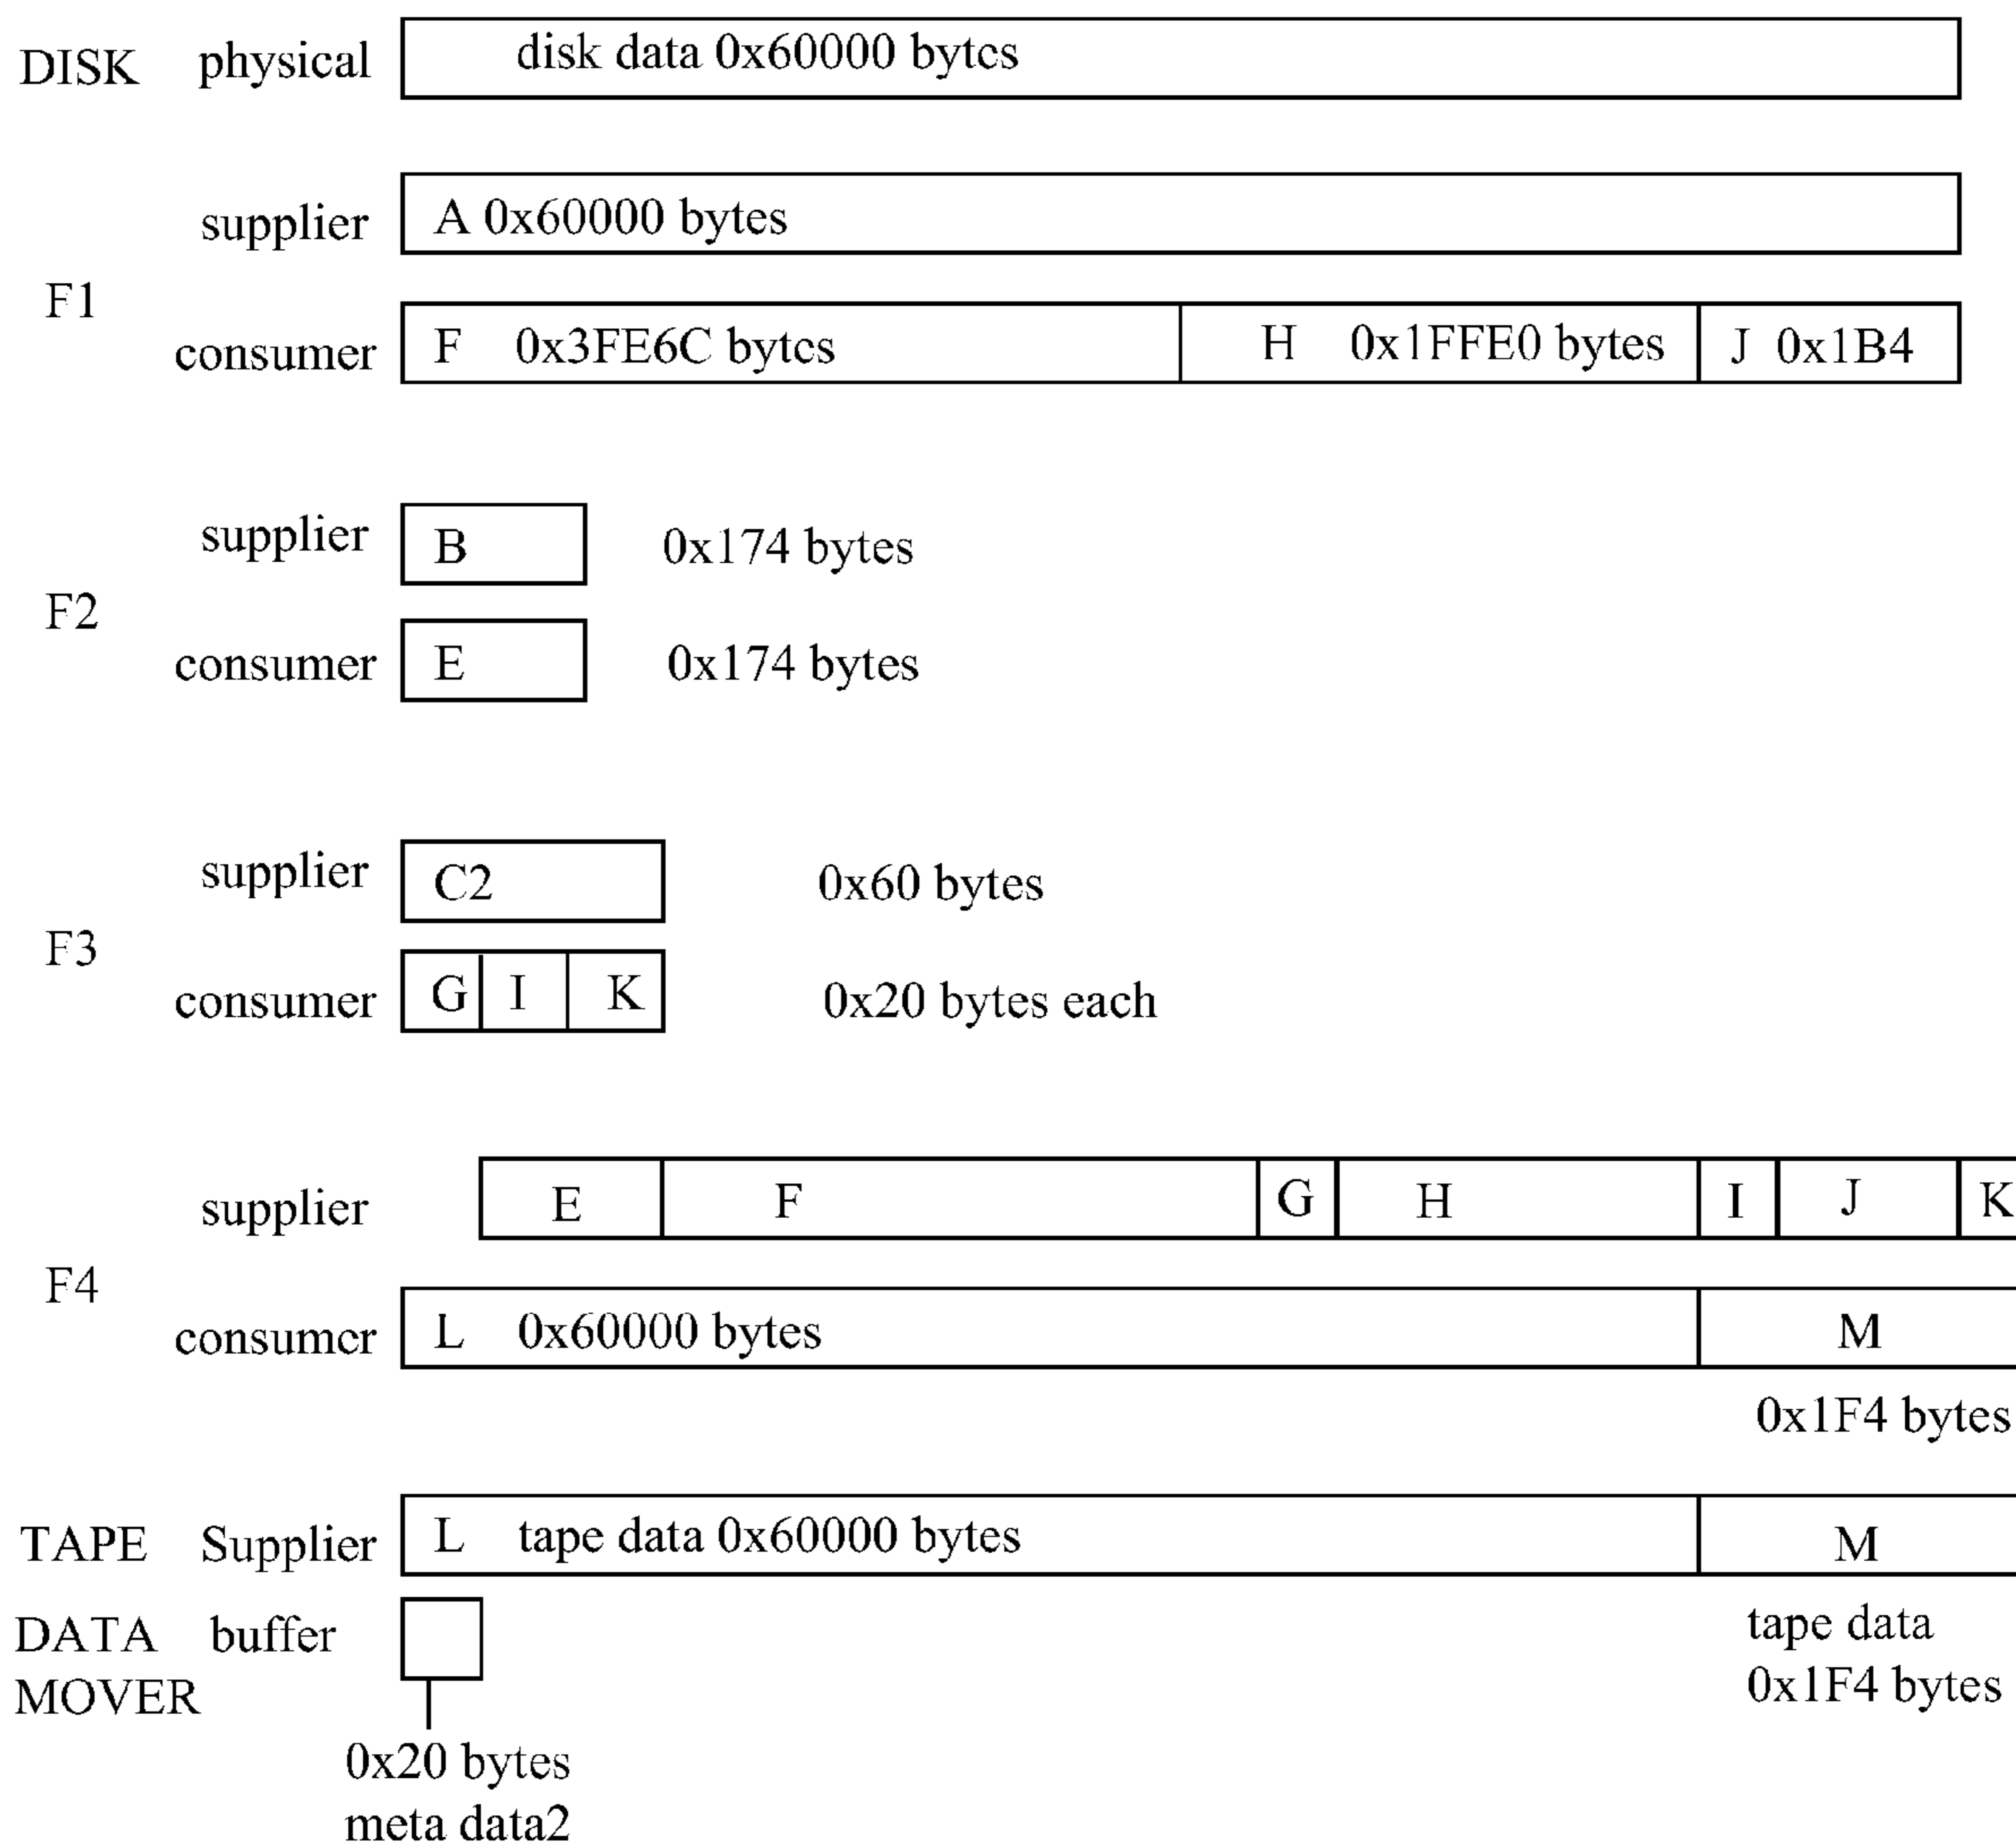 DISK physical disk data 0x60000 bytes
supplier A 0x60000 bytes
F1
consumer F 0x3FE6C bytes H 0x1FFE0 bytes J 0x1B4
supplier B 0x174 bytes
F2
consumer E 0x174 bytes
supplier C2 0x60 bytes
F3
consumer G I K 0x20 bytes each
supplier E F G H I J K
F4
consumer L 0x60000 bytes M
0x1F4 bytes
TAPE Supplier L tape data 0x60000 bytes M
DATA buffer tape data
MOVER 0x1F4 bytes
0x20 bytes
meta data2